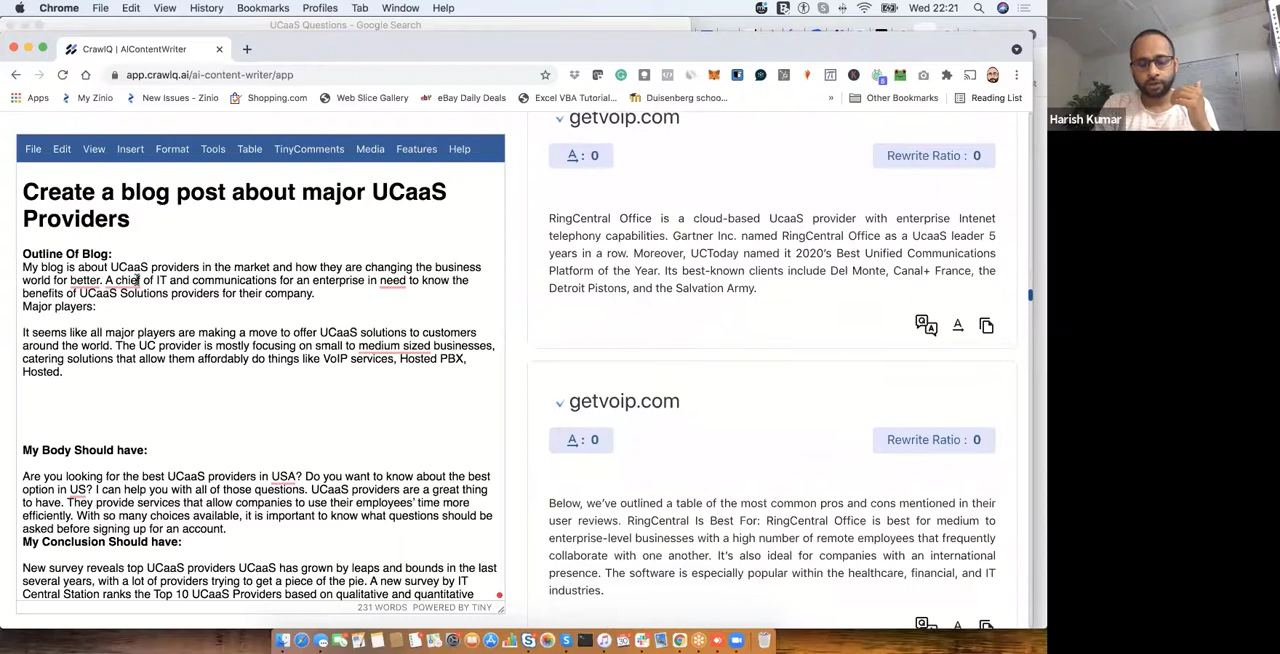 Chrome File Edit View History Bookmarks Profiles Tab Window Help Wed 22:21
UCaaS Questions - Google Search
CrawlQ | AIContentWriter
app.crawlq.ai/ai-content-writer/app
Apps My Zinio New Issues - Zinio Shopping.com Web Slice Gallery eBay Daily Deals Excel VBA Tutorial... Duisenberg schoo... » Other Bookmarks Reading List
Harish Kumar
File Edit View Insert Format Tools Table TinyComments Media Features Help
Create a blog post about major UCaaS
Providers
Outline Of Blog:
My blog is about UCaaS providers in the market and how they are changing the business
world for better. A chief of IT and communications for an enterprise in need to know the
benefits of UCaaS Solutions providers for their company.
Major players:
It seems like all major players are making a move to offer UCaaS solutions to customers
around the world. The UC provider is mostly focusing on small to medium sized businesses,
catering solutions that allow them affordably do things like VoIP services, Hosted PBX,
Hosted.
My Body Should have:
Are you looking for the best UCaaS providers in USA? Do you want to know about the best
option in US? I can help you with all of those questions. UCaaS providers are a great thing
to have. They provide services that allow companies to use their employees' time more
efficiently. With so many choices available, it is important to know what questions should be
asked before signing up for an account.
My Conclusion Should have:
New survey reveals top UCaaS providers UCaaS has grown by leaps and bounds in the last
several years, with a lot of providers trying to get a piece of the pie. A new survey by IT
Central Station ranks the Top 10 UCaaS Providers based on qualitative and quantitative
231 WORDS POWERED BY TINY
getvoip.com
A : 0 Rewrite Ratio : 0
RingCentral Office is a cloud-based UcaaS provider with enterprise Intenet
telephony capabilities. Gartner Inc. named RingCentral Office as a UcaaS leader 5
years in a row. Moreover, UCToday named it 2020's Best Unified Communications
Platform of the Year. Its best-known clients include Del Monte, Canal+ France, the
Detroit Pistons, and the Salvation Army.
getvoip.com
A : 0 Rewrite Ratio : 0
Below, we've outlined a table of the most common pros and cons mentioned in their
user reviews. RingCentral Is Best For: RingCentral Office is best for medium to
enterprise-level businesses with a high number of remote employees that frequently
collaborate with one another. It's also ideal for companies with an international
presence. The software is especially popular within the healthcare, financial, and IT
industries.